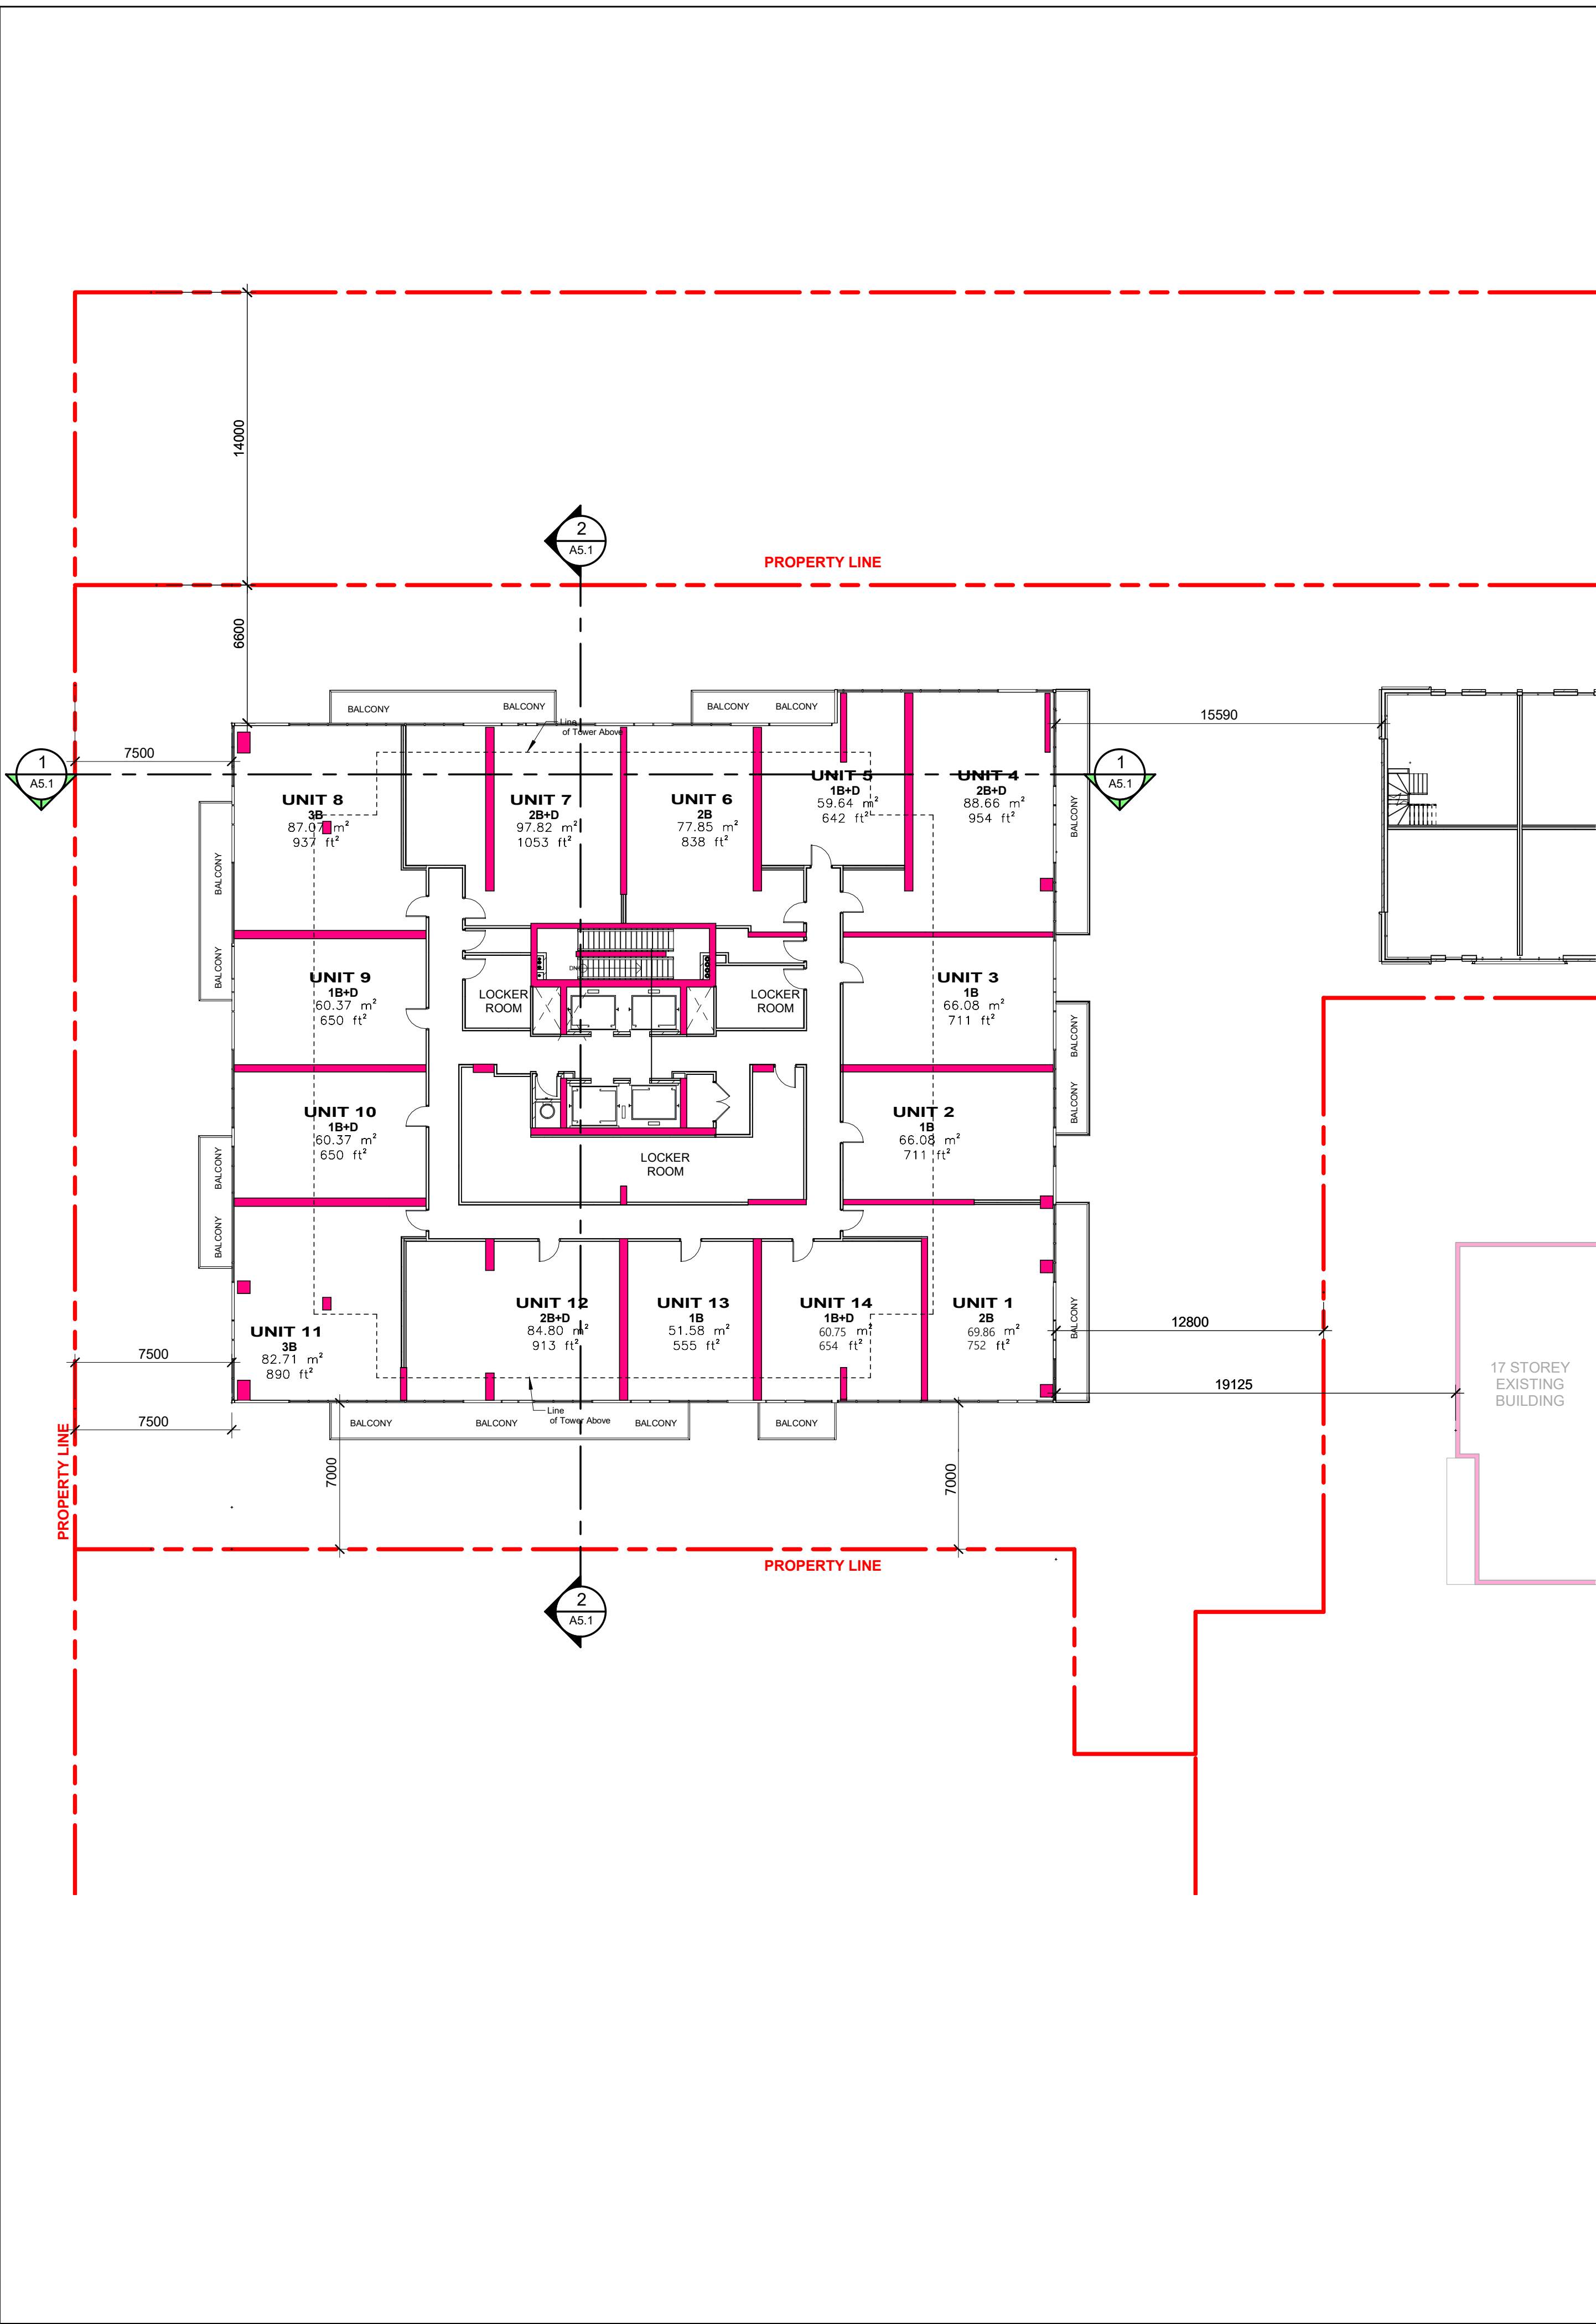 14000
2
A5.1
PROPERTY LINE
6600
BALCONY
BALCONY
BALCONY
BALCONY
Line
of Tower Above
15590
7500
1
A5.1
1
A5.1
UNIT 8
3B
87.07 m²
937 ft²
UNIT 7
2B+D
97.82 m²
1053 ft²
UNIT 6
2B
77.85 m²
838 ft²
UNIT 5
1B+D
59.64 m²
642 ft²
UNIT 4
2B+D
88.66 m²
954 ft²
BALCONY
BALCONY
BALCONY
DN
UNIT 9
1B+D
60.37 m²
650 ft²
LOCKER
ROOM
LOCKER
ROOM
UNIT 3
1B
66.08 m²
711 ft²
BALCONY
BALCONY
UNIT 10
1B+D
60.37 m²
650 ft²
UNIT 2
1B
66.08 m²
711 ft²
LOCKER
ROOM
BALCONY
BALCONY
UNIT 11
3B
82.71 m²
890 ft²
UNIT 12
2B+D
84.80 m²
913 ft²
UNIT 13
1B
51.58 m²
555 ft²
UNIT 14
1B+D
60.75 m²
654 ft²
UNIT 1
2B
69.86 m²
752 ft²
BALCONY
12800
7500
17 STOREY
EXISTING
BUILDING
19125
Line
of Tower Above
BALCONY
BALCONY
BALCONY
BALCONY
7500
PROPERTY LINE
7000
7000
PROPERTY LINE
2
A5.1